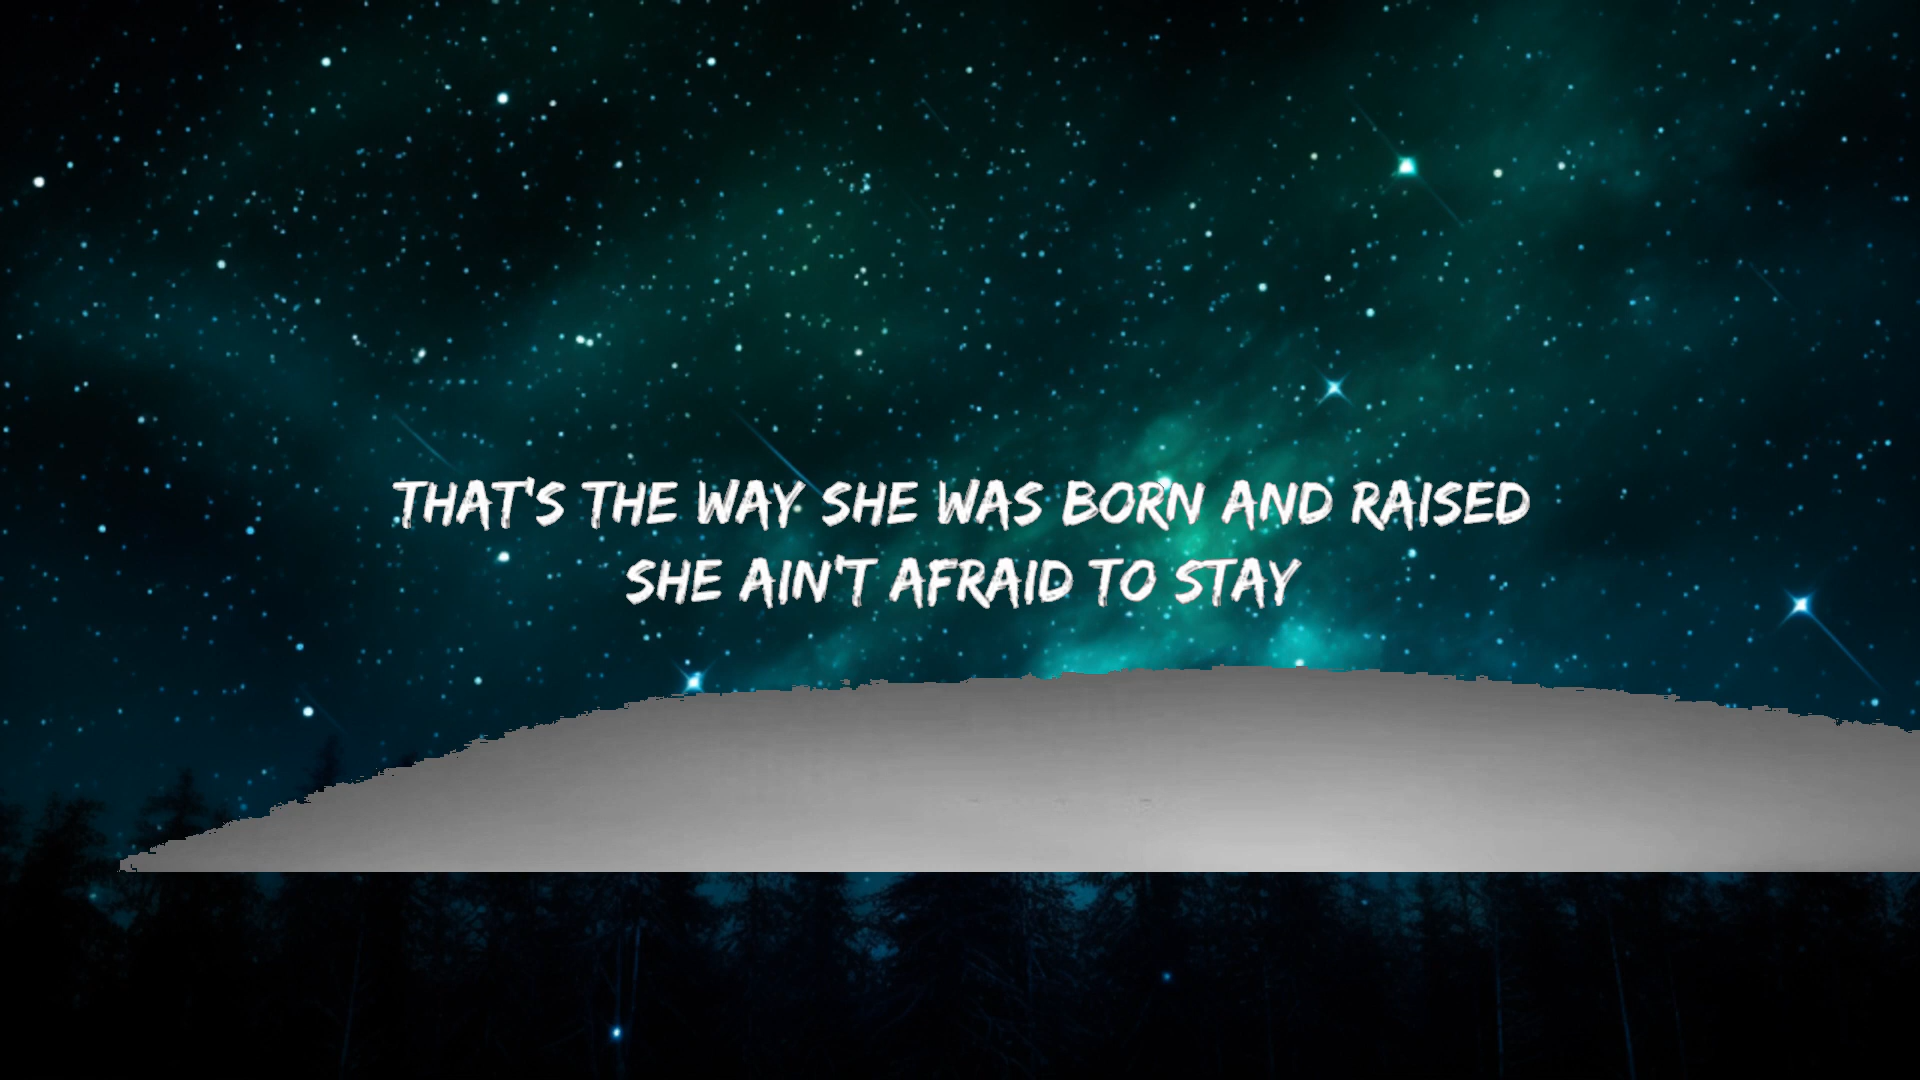 THAT'S THE WAY SHE WAS BORN AND RAISED
SHE AIN'T AFRAID TO STAY